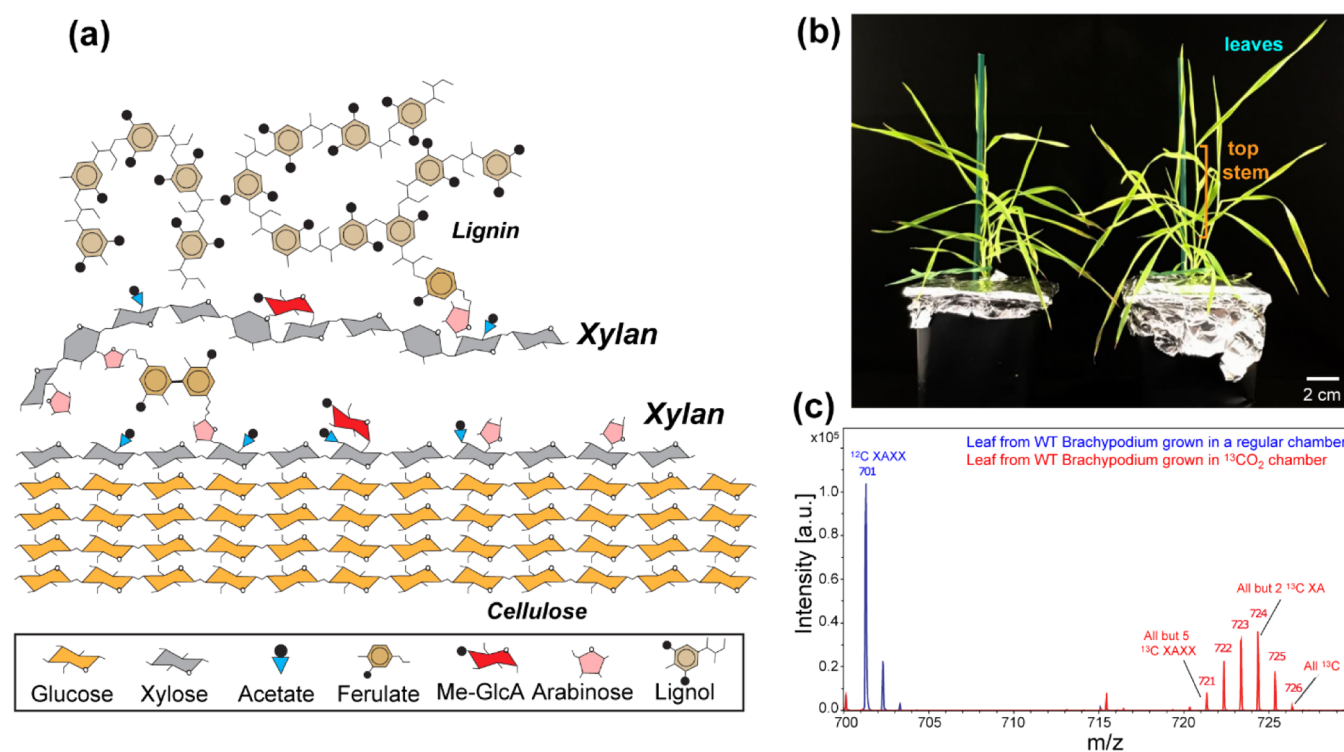 (a)
Lignin
Xylan
Xylan
Cellulose
Glucose Xylose Acetate Ferulate Me-GlcA Arabinose Lignol
(b)
leaves
top
stem
2 cm
(c)
x10⁵
Leaf from WT Brachypodium grown in a regular chamber
Leaf from WT Brachypodium grown in ¹³CO₂ chamber
¹²C XAXX
701
1.0
0.8
0.6
0.4
0.2
0.0
Intensity [a.u.]
All but 2 ¹³C XA
All but 5
¹³C XAXX
All ¹³C
721
722
723
724
725
726
700 705 710 715 720 725
m/z